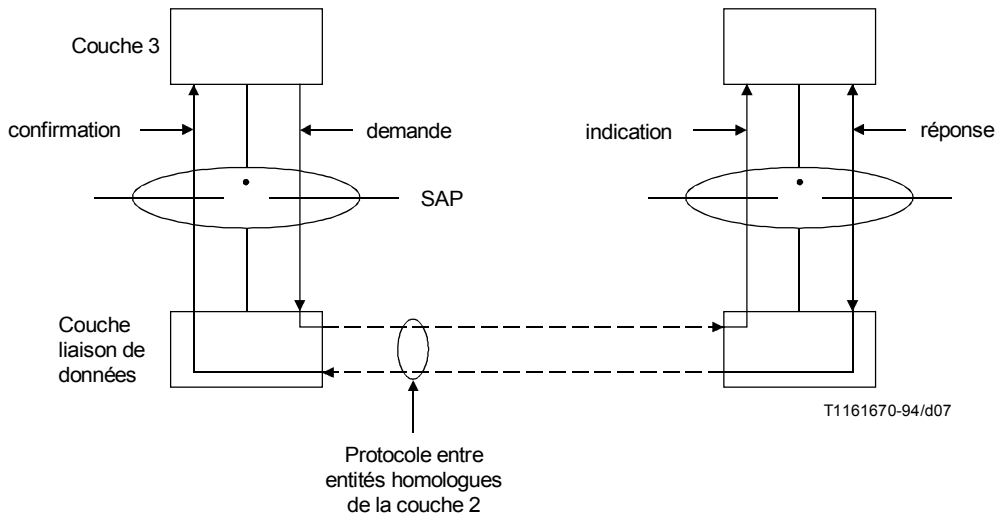 Couche 3
confirmation
demande
indication
réponse
SAP
Couche
liaison de
données
T1161670-94/d07
Protocole entre
entités homologues
de la couche 2